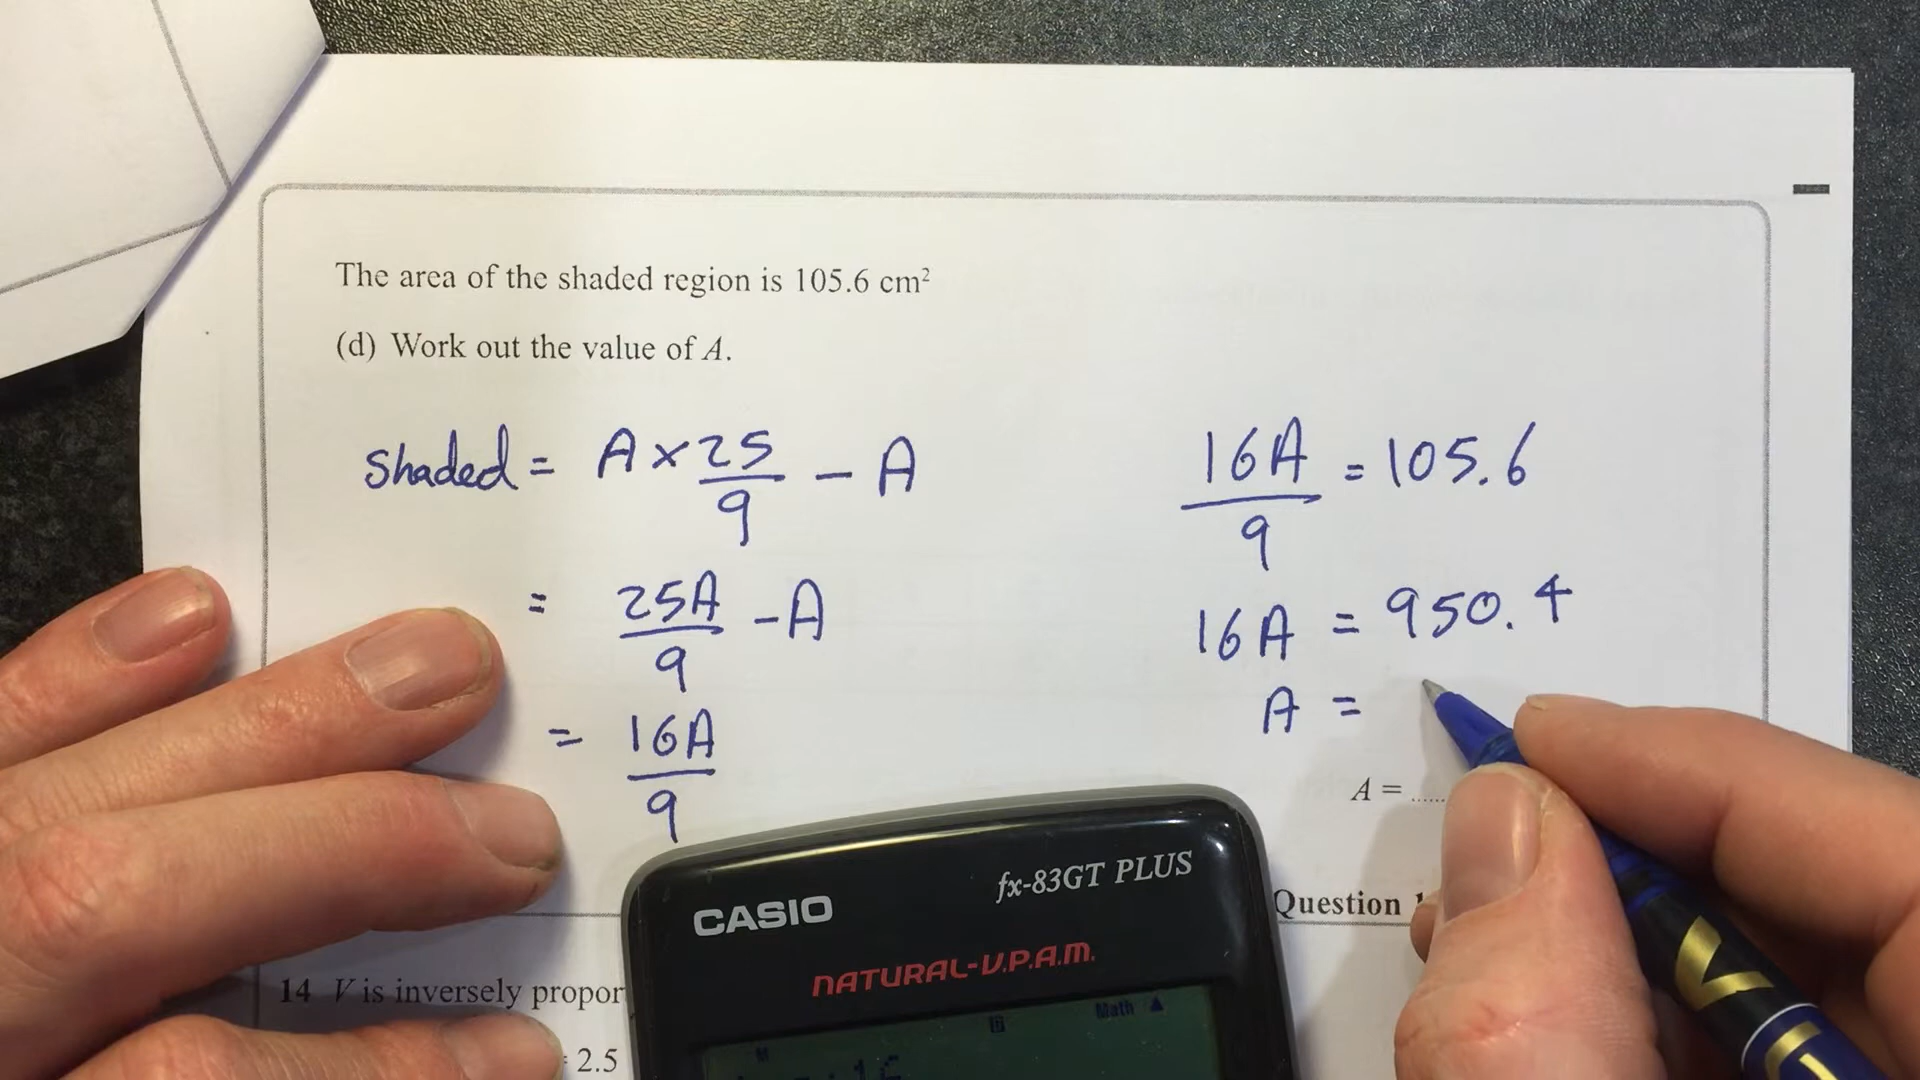 The area of the shaded region is 105.6 cm²
(d) Work out the value of A.
Shaded = A × 25/9 − A
= 25A/9 − A
= 16A/9
16A/9 = 105.6
16A = 950.4
A =
A = ......
Question
14 V is inversely propor
= 2.5
CASIO
fx-83GT PLUS
NATURAL-V.P.A.M.
M D Math ▲